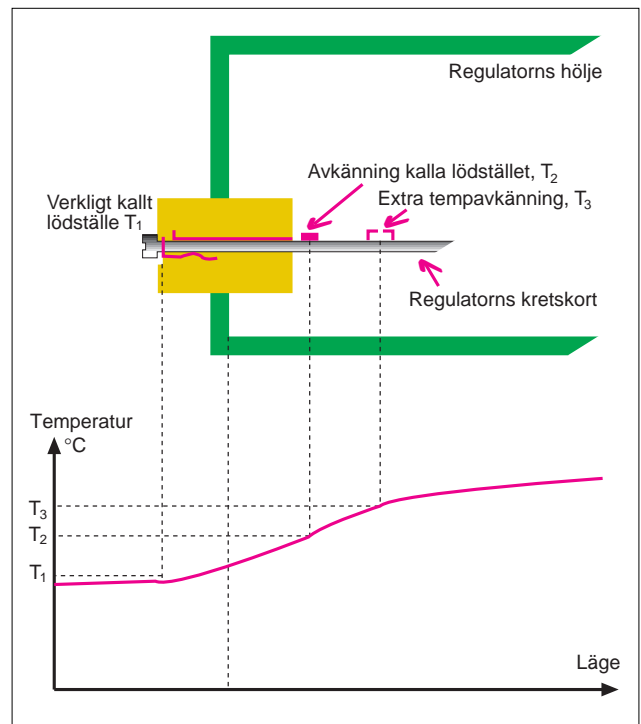 Regulatorns hölje
Avkänning kalla lödstället, T2
Extra tempavkänning, T3
Verkligt kallt
lödställe T1
Regulatorns kretskort
Temperatur
°C
T3
T2
T1
Läge